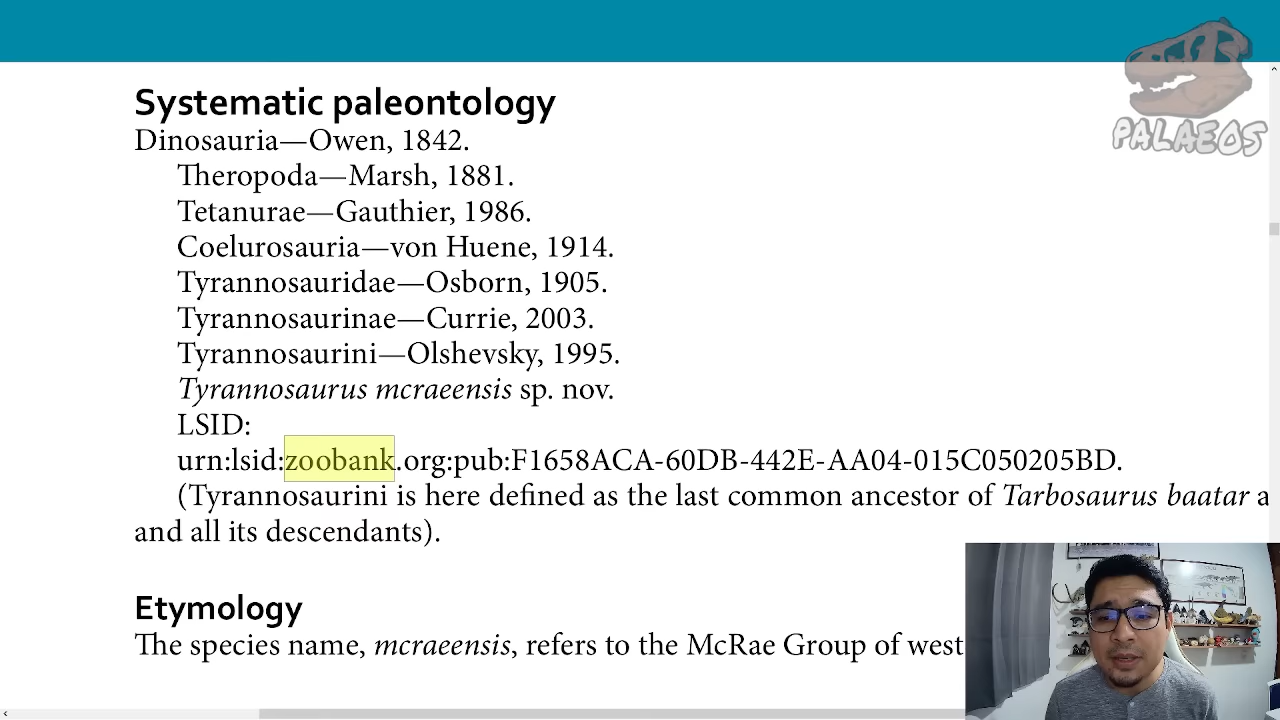 PALAEOS
Systematic paleontology
Dinosauria—Owen, 1842.
Theropoda—Marsh, 1881.
Tetanurae—Gauthier, 1986.
Coelurosauria—von Huene, 1914.
Tyrannosauridae—Osborn, 1905.
Tyrannosaurinae—Currie, 2003.
Tyrannosaurini—Olshevsky, 1995.
Tyrannosaurus mcraeensis sp. nov.
LSID:
urn:lsid:zoobank.org:pub:F1658ACA-60DB-442E-AA04-015C050205BD.
(Tyrannosaurini is here defined as the last common ancestor of Tarbosaurus baatar a
and all its descendants).
Etymology
The species name, mcraeensis, refers to the McRae Group of west